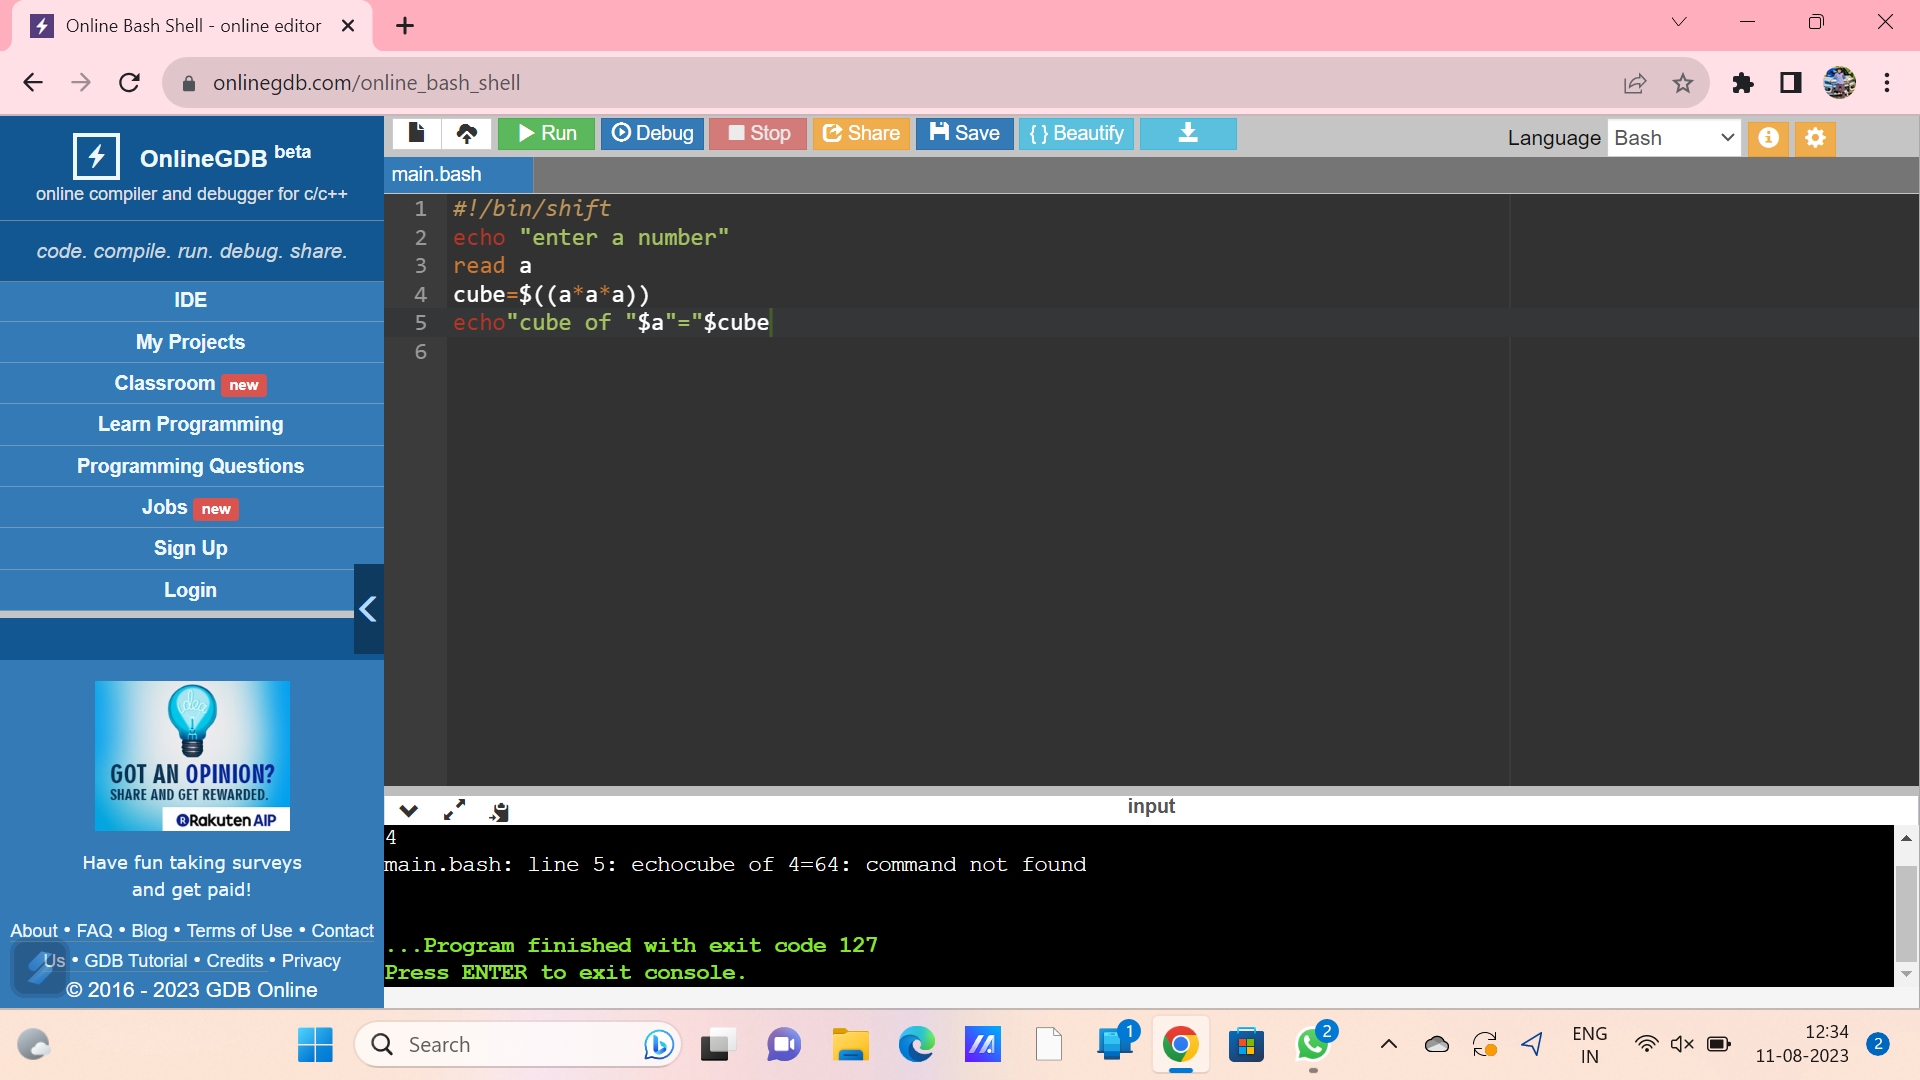 Online Bash Shell - online editor
onlinegdb.com/online_bash_shell
OnlineGDB beta
online compiler and debugger for c/c++
code. compile. run. debug. share.
IDE
My Projects
Classroom new
Learn Programming
Programming Questions
Jobs new
Sign Up
Login
idea
GOT AN OPINION?
SHARE AND GET REWARDED.
Rakuten AIP
Have fun taking surveys
and get paid!
About • FAQ • Blog • Terms of Use • Contact
Us • GDB Tutorial • Credits • Privacy
© 2016 - 2023 GDB Online
Run Debug Stop Share Save { } Beautify
Language Bash
main.bash
1 #!/bin/shift
2 echo "enter a number"
3 read a
4 cube=$((a*a*a))
5 echo"cube of "$a"="$cube
6
input
4
main.bash: line 5: echocube of 4=64: command not found
...Program finished with exit code 127
Press ENTER to exit console.
Search
1
2
ENG
IN
12:34
11-08-2023
2